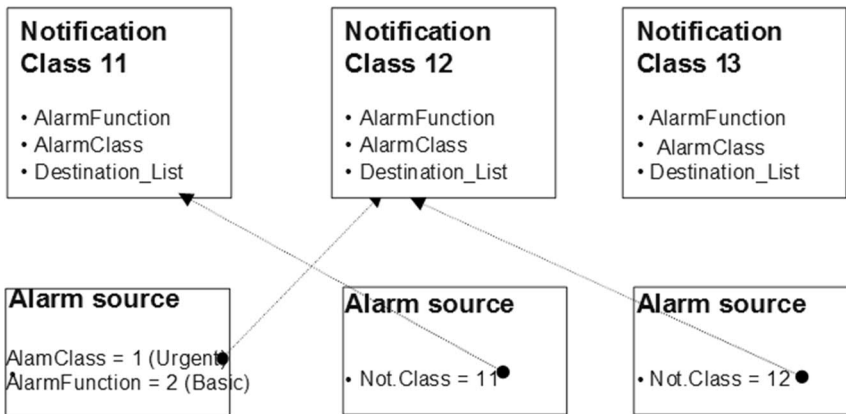 Notification
Class 11
• AlarmFunction
• AlarmClass
• Destination_List
Notification
Class 12
• AlarmFunction
• AlarmClass
• Destination_List
Notification
Class 13
• AlarmFunction
• AlarmClass
• Destination_List
Alarm source
AlamClass = 1 (Urgent)
• AlarmFunction = 2 (Basic)
Alarm source
• Not.Class = 11
Alarm source
• Not.Class = 12